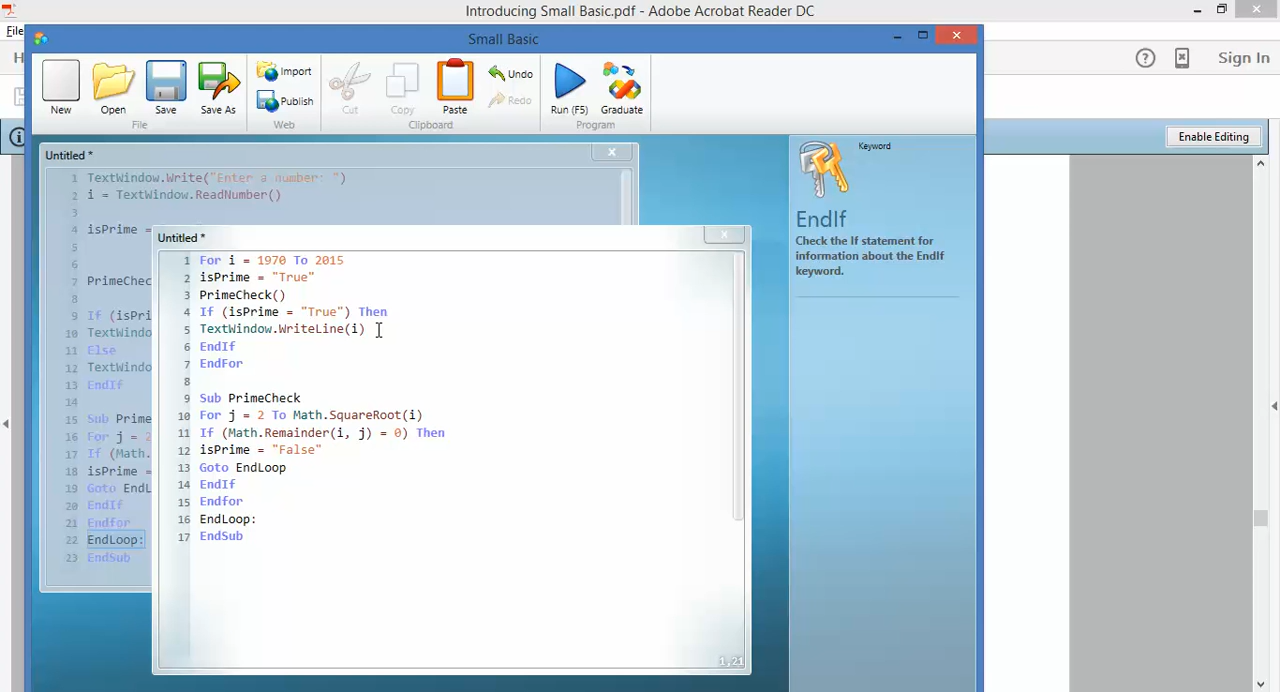 Introducing Small Basic.pdf - Adobe Acrobat Reader DC
File
Small Basic
Sign In
New
Open
Save
Save As
File
Import
Publish
Web
Cut
Copy
Paste
Undo
Redo
Clipboard
Run (F5)
Graduate
Program
Enable Editing
Untitled *
1 TextWindow.Write("Enter a number: ")
2 i = TextWindow.ReadNumber()
3
4 isPrime =
5
6
7 PrimeChec
8
9 If (isPri
10 TextWindo
11 Else
12 TextWindo
13 EndIf
14
15 Sub Prime
16 For j = 2
17 If (Math.
18 isPrime =
19 Goto EndL
20 EndIf
21 Endfor
22 EndLoop:
23 EndSub
Untitled *
1 For i = 1970 To 2015
2 isPrime = "True"
3 PrimeCheck()
4 If (isPrime = "True") Then
5 TextWindow.WriteLine(i)
6 EndIf
7 EndFor
8
9 Sub PrimeCheck
10 For j = 2 To Math.SquareRoot(i)
11 If (Math.Remainder(i, j) = 0) Then
12 isPrime = "False"
13 Goto EndLoop
14 EndIf
15 Endfor
16 EndLoop:
17 EndSub
1,21
Keyword
EndIf
Check the If statement for
information about the EndIf
keyword.